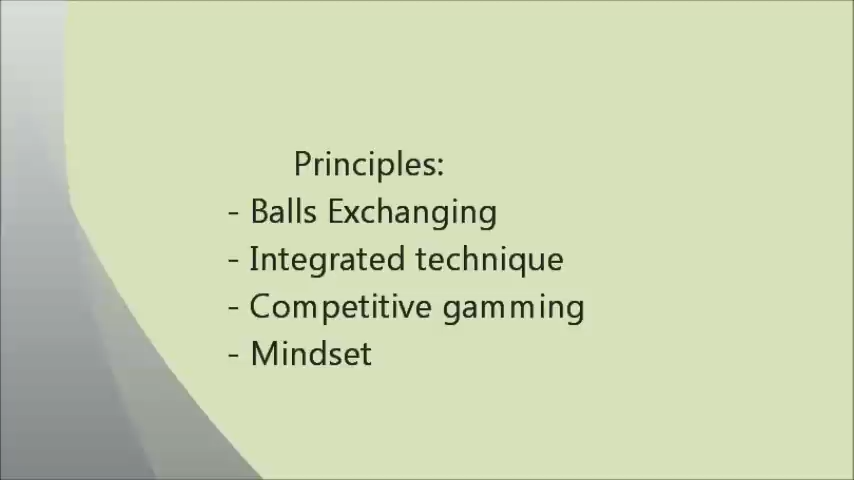 Principles:
- Balls Exchanging
- Integrated technique
- Competitive gamming
- Mindset